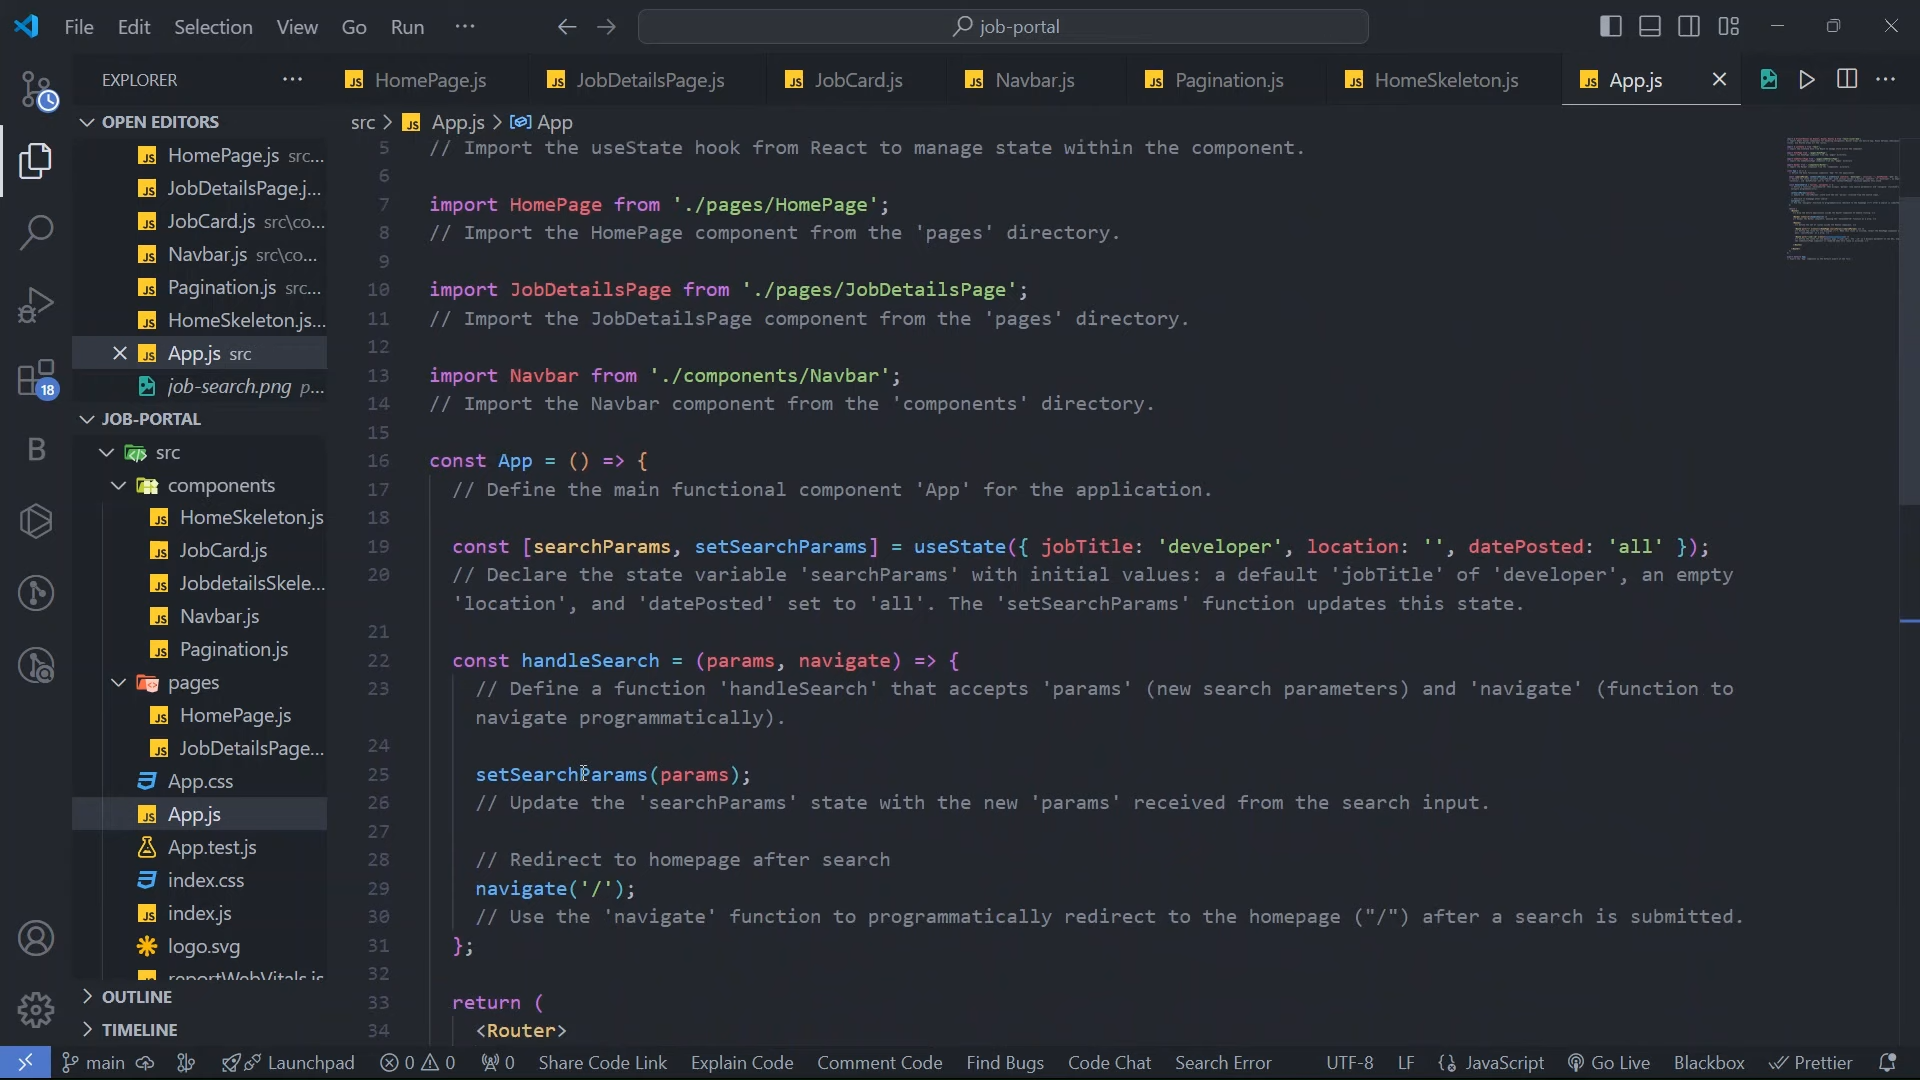 File Edit Selection View Go Run ···
job-portal
EXPLORER ···
HomePage.js JobDetailsPage.js JobCard.js Navbar.js Pagination.js HomeSkeleton.js App.js
OPEN EDITORS
HomePage.js src...
JobDetailsPage.j...
JobCard.js src\co...
Navbar.js src\co...
Pagination.js src...
HomeSkeleton.js...
App.js src
job-search.png p...
JOB-PORTAL
src
components
HomeSkeleton.js
JobCard.js
JobdetailsSkele...
Navbar.js
Pagination.js
pages
HomePage.js
JobDetailsPage...
App.css
App.js
App.test.js
index.css
index.js
logo.svg
reportWebVitals.js
OUTLINE
TIMELINE
18
B
src > App.js > App
5 // Import the useState hook from React to manage state within the component.
6
7 import HomePage from './pages/HomePage';
8 // Import the HomePage component from the 'pages' directory.
9
10 import JobDetailsPage from './pages/JobDetailsPage';
11 // Import the JobDetailsPage component from the 'pages' directory.
12
13 import Navbar from './components/Navbar';
14 // Import the Navbar component from the 'components' directory.
15
16 const App = () => {
17 // Define the main functional component 'App' for the application.
18
19 const [searchParams, setSearchParams] = useState({ jobTitle: 'developer', location: '', datePosted: 'all' });
20 // Declare the state variable 'searchParams' with initial values: a default 'jobTitle' of 'developer', an empty
'location', and 'datePosted' set to 'all'. The 'setSearchParams' function updates this state.
21
22 const handleSearch = (params, navigate) => {
23 // Define a function 'handleSearch' that accepts 'params' (new search parameters) and 'navigate' (function to
navigate programmatically).
24
25 setSearchParams(params);
26 // Update the 'searchParams' state with the new 'params' received from the search input.
27
28 // Redirect to homepage after search
29 navigate('/');
30 // Use the 'navigate' function to programmatically redirect to the homepage ("/") after a search is submitted.
31 };
32
33 return (
34 <Router>
main Launchpad 0 0 0 Share Code Link Explain Code Comment Code Find Bugs Code Chat Search Error UTF-8 LF {} JavaScript Go Live Blackbox Prettier